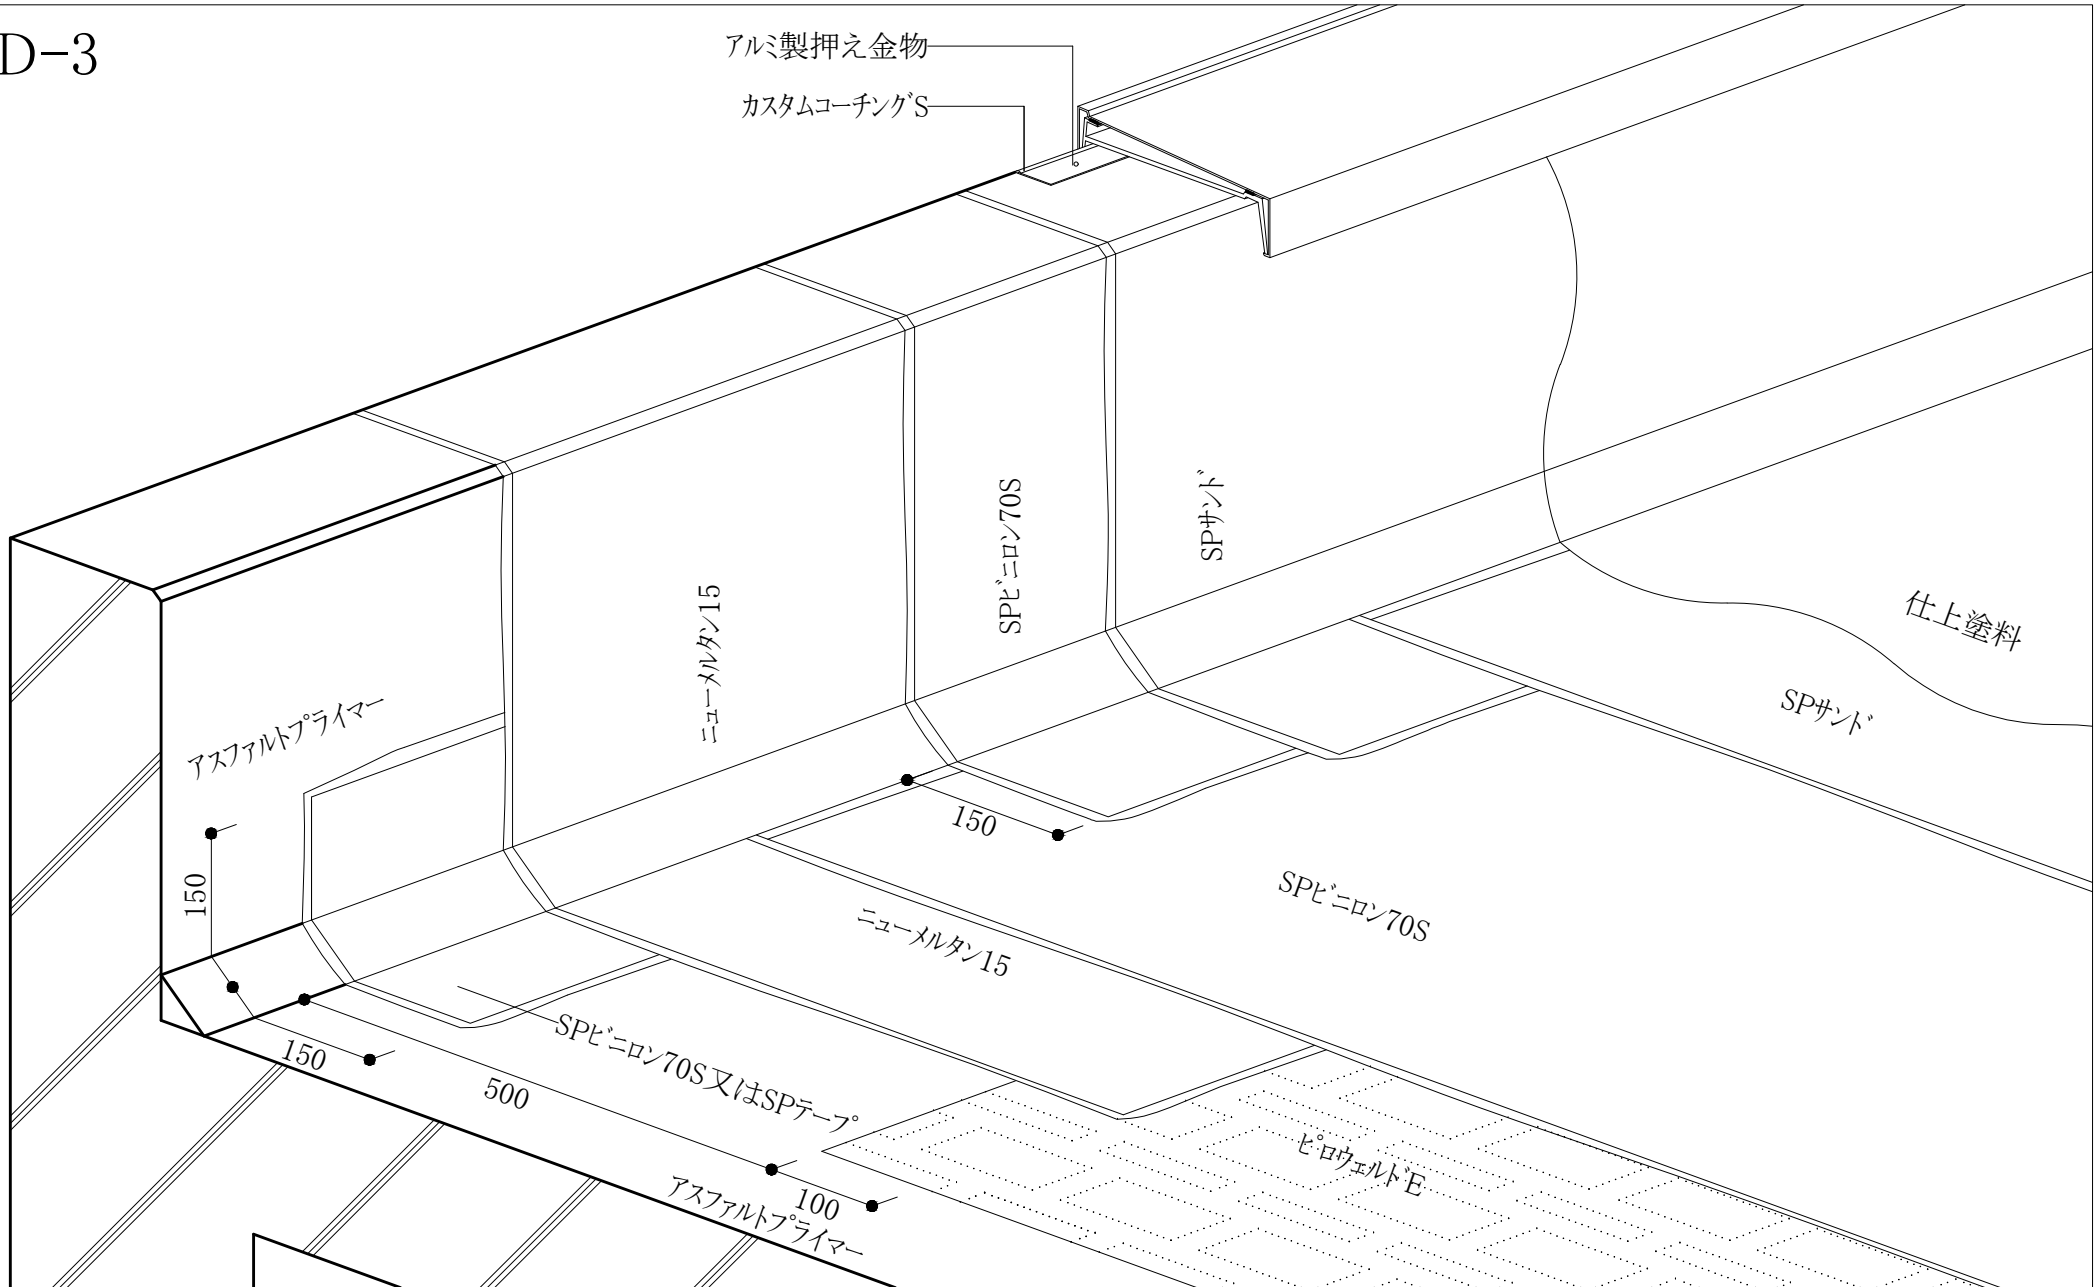 D-3
アルミ製押え金物
カスタムコーチングS
SPビニロン70S
SPサンド
ニューメルタン15
仕上塗料
アスファルトプライマー
SPサンド
150
150
SPビニロン70S
ニューメルタン15
SPビニロン70S又はSPテープ
150
500
ピロウェルドE
100
アスファルトプライマー